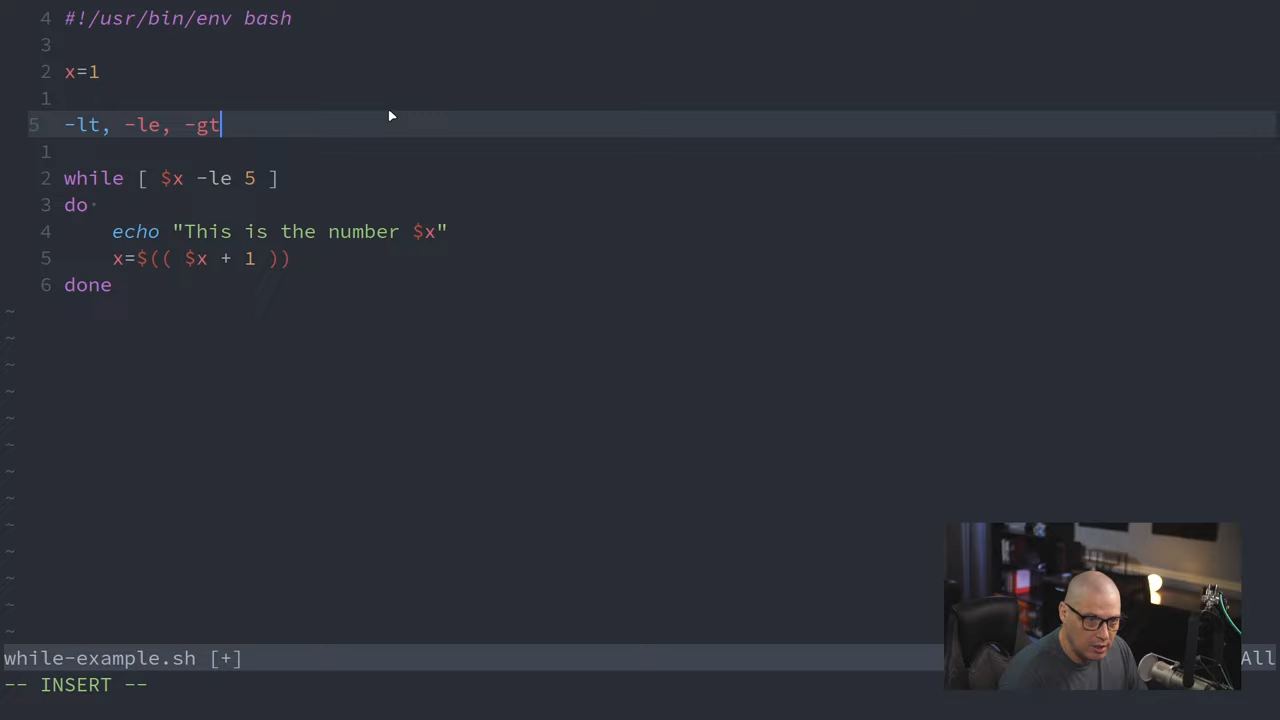 4 #!/usr/bin/env bash
3
2 x=1
1
5 -lt, -le, -gt
1
2 while [ $x -le 5 ]
3 do
4 echo "This is the number $x"
5 x=$(( $x + 1 ))
6 done
~
~
~
~
~
~
~
~
~
~
~
~
~
while-example.sh [+] All
-- INSERT --